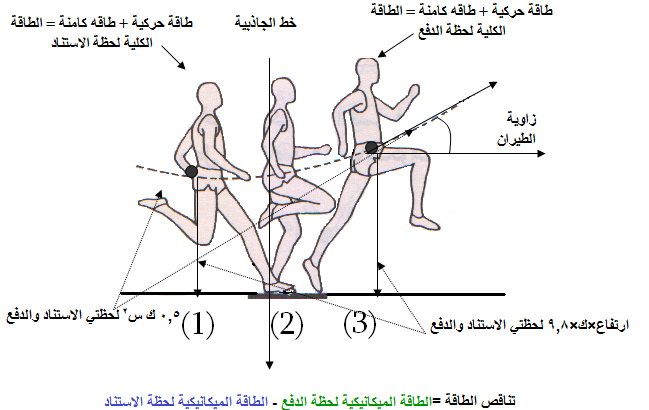 طاقة حركية + طاقه كامنة = الطاقة
الكلية لحظة الدفع
خط الجاذبية
طاقة حركية + طاقة كامنة = الطاقة
الكلية لحظة الاستناد
زاوية
الطيران
٠,٥ ك س٢ لحظتي الاستناد والدفع
(1)
(2)
(3)
ارتفاع×ك×٩,٨ لحظتي الاستناد والدفع
تناقص الطاقة =الطاقة الميكانيكية لحظة الدفع - الطاقة الميكانيكية لحظة الاستناد